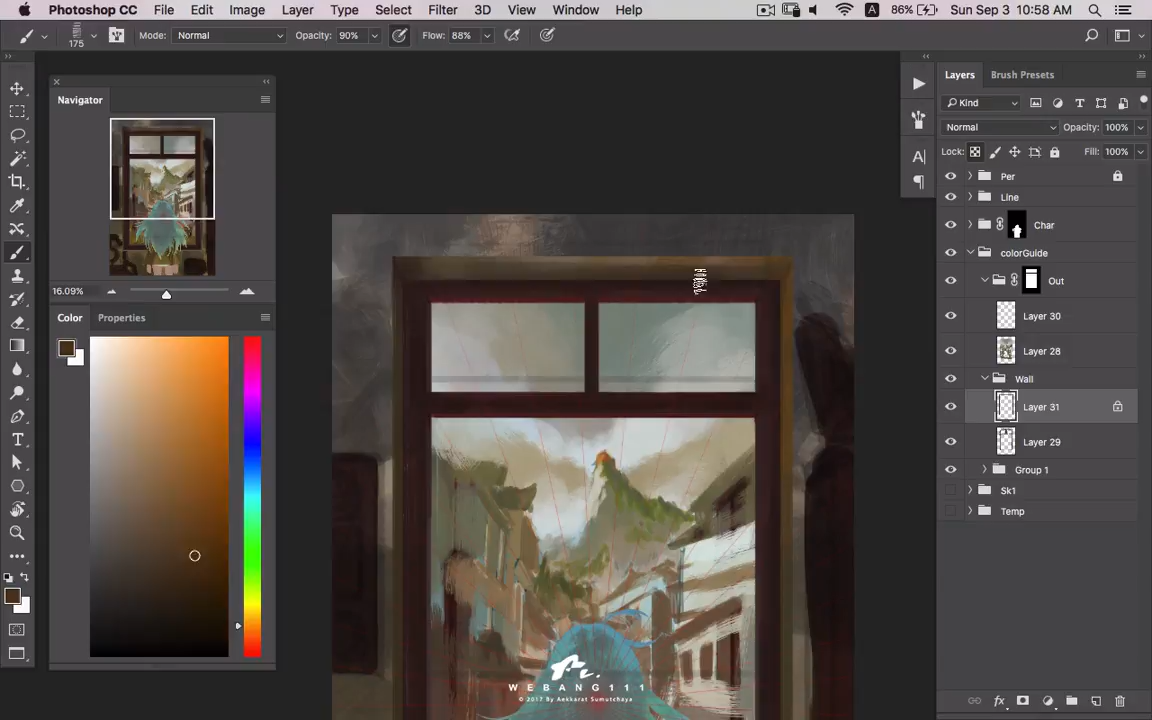 Photoshop CC File Edit Image Layer Type Select Filter 3D View Window Help A 86% Sun Sep 3 10:58 AM
175 Mode: Normal Opacity: 90% Flow: 88%
Navigator
16.09%
Color Properties
Layers Brush Presets
Kind
Normal Opacity: 100%
Lock: Fill: 100%
Per
Line
Char
colorGuide
Out
Layer 30
Layer 28
Wall
Layer 31
Layer 29
Group 1
Sk1
Temp
WEBANG111
© 2017 By Aekkarat Sumutchaya